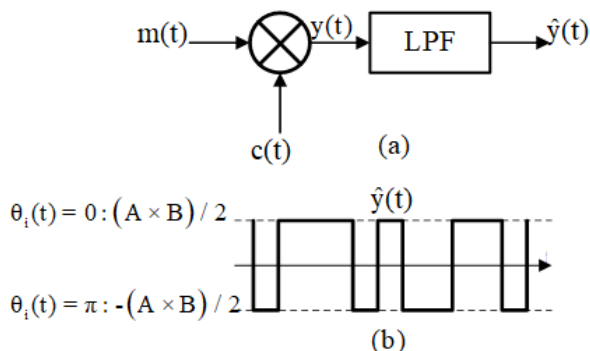 m(t)
y(t)
LPF
ŷ(t)
c(t)
(a)
θᵢ(t) = 0 : (A × B) / 2
ŷ(t)
θᵢ(t) = π : -(A × B) / 2
(b)